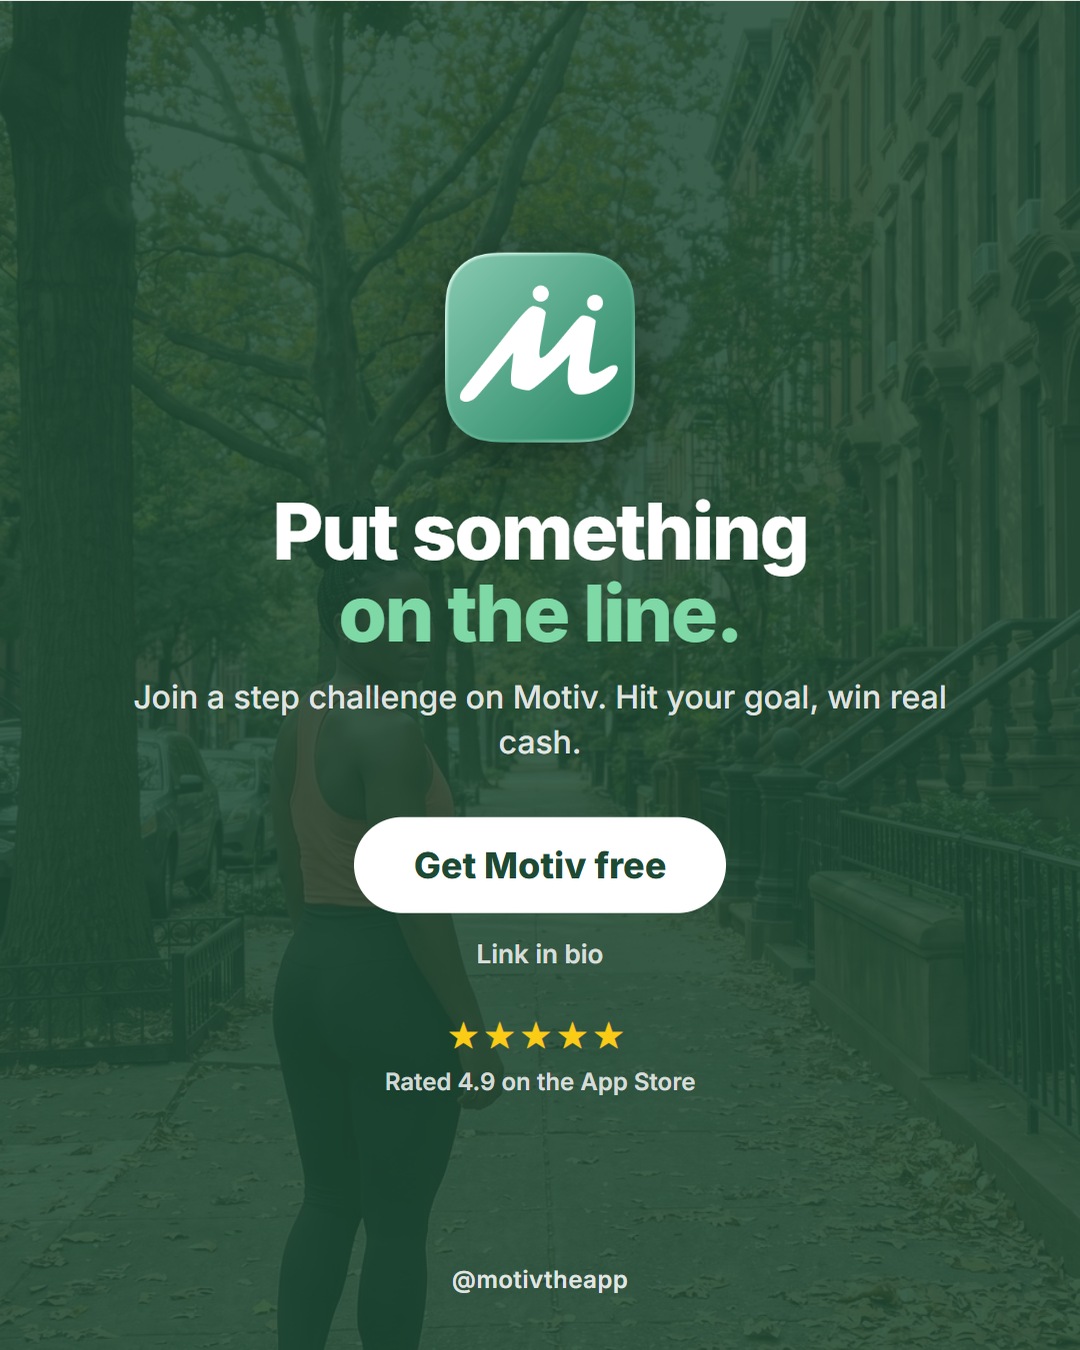 Put something
on the line.
Join a step challenge on Motiv. Hit your goal, win real
cash.
Get Motiv free
Link in bio
★★★★★
Rated 4.9 on the App Store
@motivtheapp